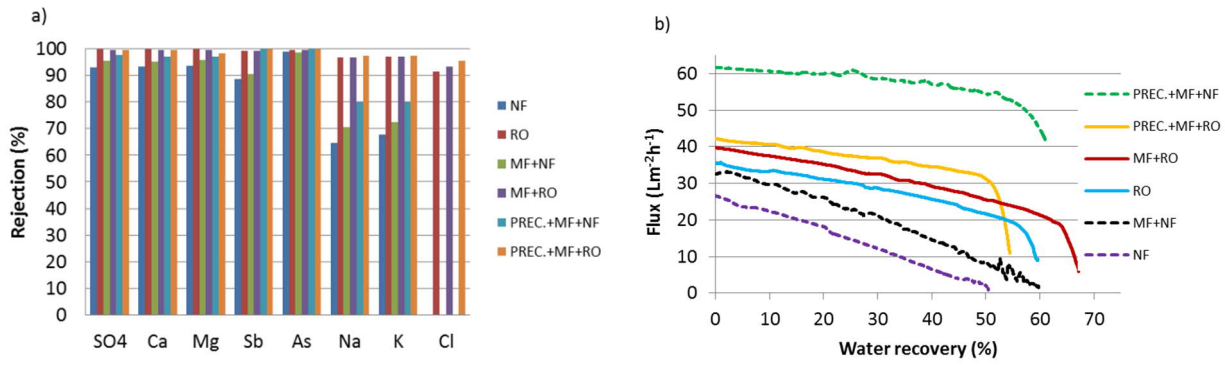 a)
Rejection (%)
100
90
80
70
60
50
40
30
20
10
0
SO4 Ca Mg Sb As Na K Cl
NF
RO
MF+NF
MF+RO
PREC.+MF+NF
PREC.+MF+RO
b)
Flux (Lm-2h-1)
60
50
40
30
20
10
0
0 10 20 30 40 50 60 70
Water recovery (%)
PREC.+MF+NF
PREC.+MF+RO
MF+RO
RO
MF+NF
NF